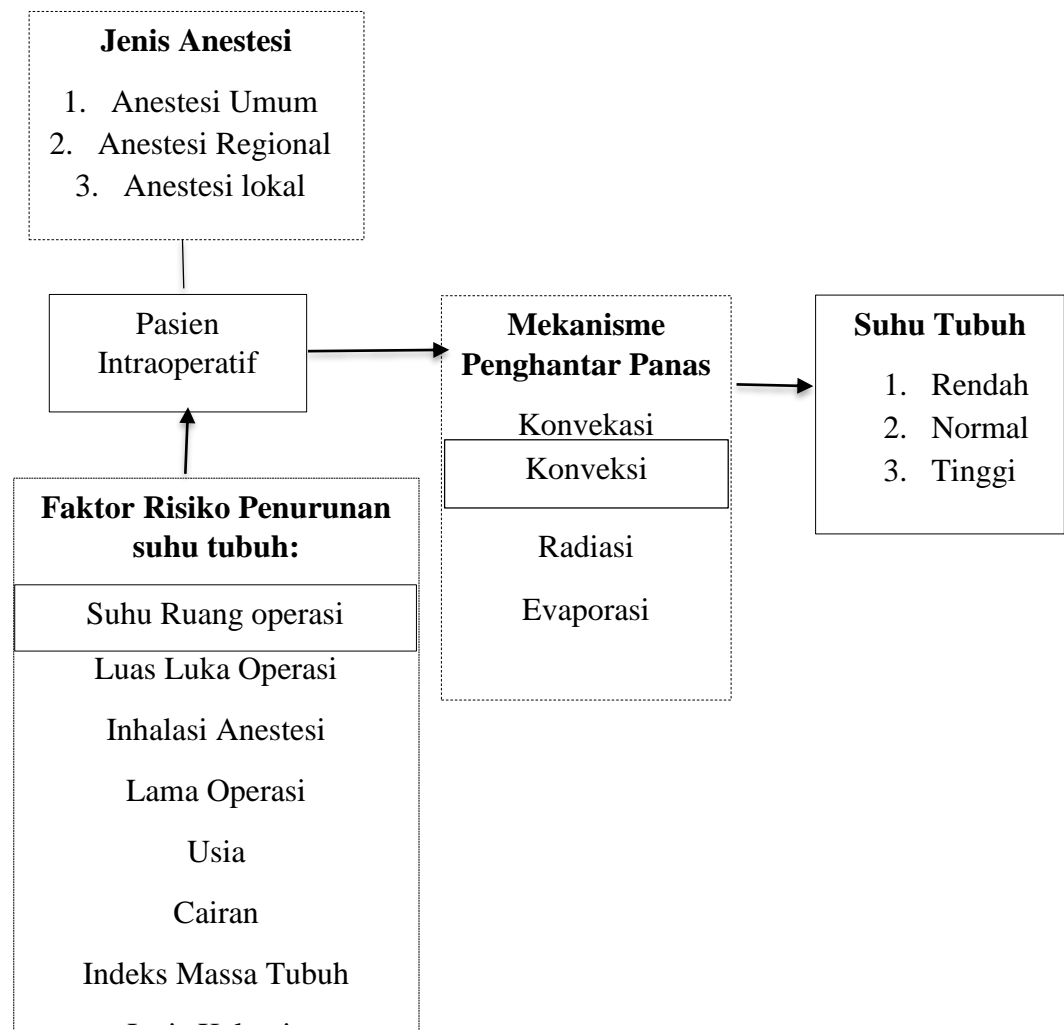 Jenis Anestesi
1. Anestesi Umum
2. Anestesi Regional
3. Anestesi lokal
Pasien
Intraoperatif
Mekanisme
Penghantar Panas
Konvekasi
Konveksi
Radiasi
Evaporasi
Suhu Tubuh
1. Rendah
2. Normal
3. Tinggi
Faktor Risiko Penurunan
suhu tubuh:
Suhu Ruang operasi
Luas Luka Operasi
Inhalasi Anestesi
Lama Operasi
Usia
Cairan
Indeks Massa Tubuh